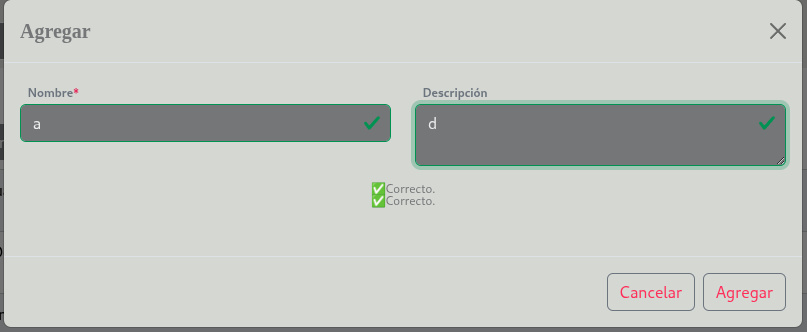 Agregar
Nombre*
Descripción
a
d
✅Correcto.
✅Correcto.
Cancelar
Agregar